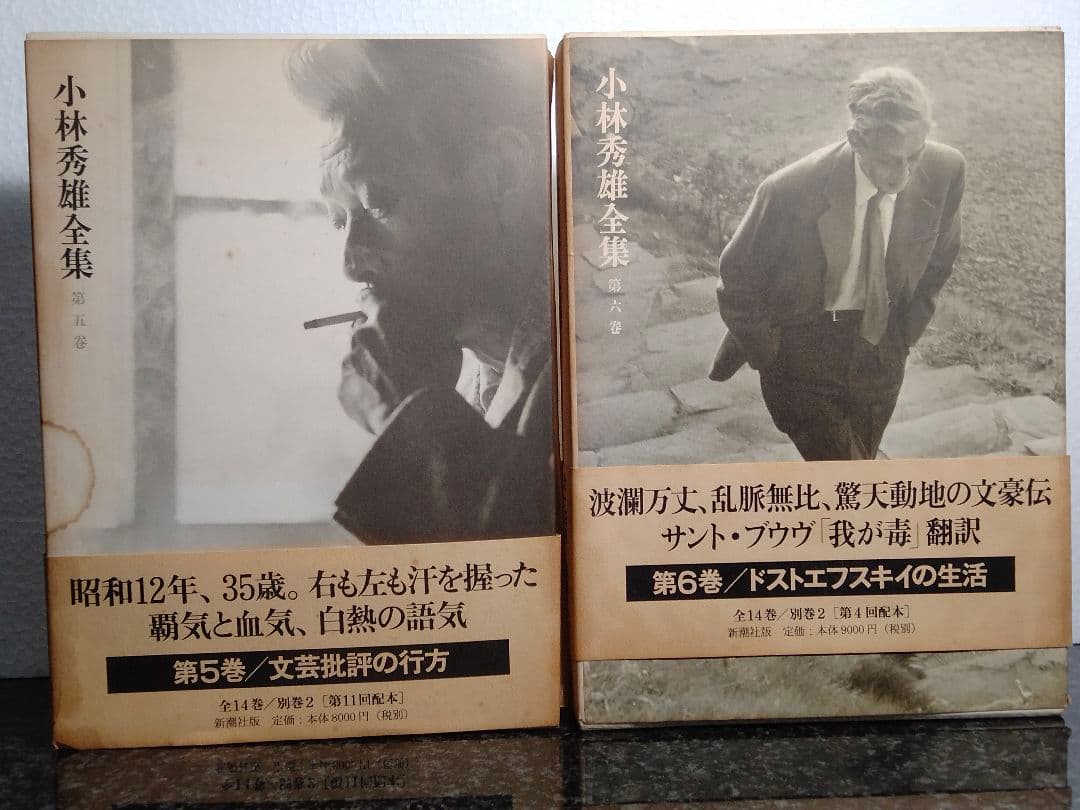 小林秀雄全集
第五卷
昭和12年、35歳。右も左も汗を握った
覇気と血気、白熱の語気
第5巻／文芸批評の行方
全14巻／別巻2［第11回配本］
新潮社版　定価：本体8000円（税別）
小林秀雄全集
第六卷
波瀾万丈、乱脈無比、驚天動地の文豪伝
サント・ブウヴ「我が毒」翻訳
第6巻／ドストエフスキイの生活
全14巻／別巻2［第4回配本］
新潮社版　定価：本体9000円（税別）